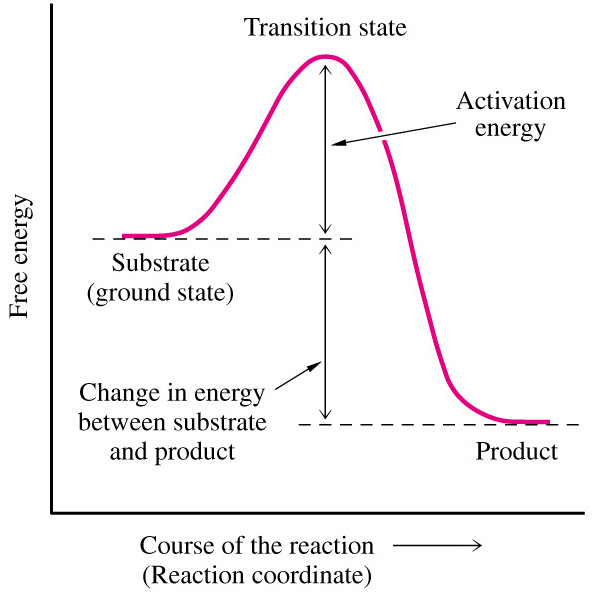 Transition state
Activation
energy
Free energy
Substrate
(ground state)
Change in energy
between substrate
and product
Product
Course of the reaction
(Reaction coordinate)